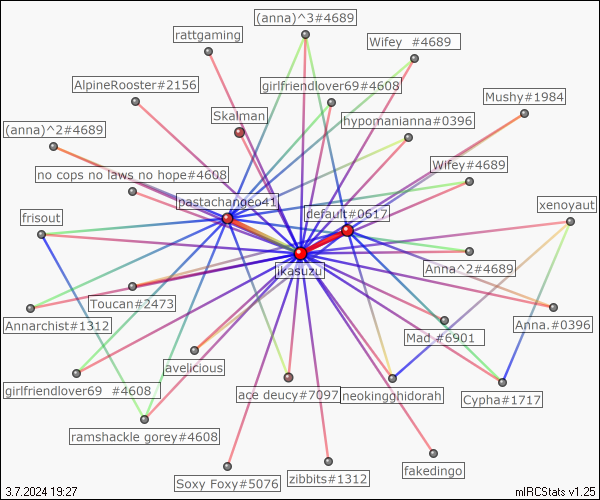 (anna)^3#4689
rattgaming
Wifey  #4689
AlpineRooster#2156
girlfriendlover69#4608
Mushy#1984
Skalman
hypomanianna#0396
(anna)^2#4689
Wifey#4689
no cops no laws no hope#4608
pastachanoeo41
default#0617
xenoyaut
frisout
ikasuzu
Anna^2#4689
Toucan#2473
Annarchist#1312
Anna.#0396
Mad #6901
avelicious
girlfriendlover69  #4608
ace deucy#7097
neokingghidorah
Cypha#1717
ramshackle gorey#4608
Soxy Foxy#5076
zibbits#1312
fakedingo
3.7.2024 19:27
mIRCStats v1.25